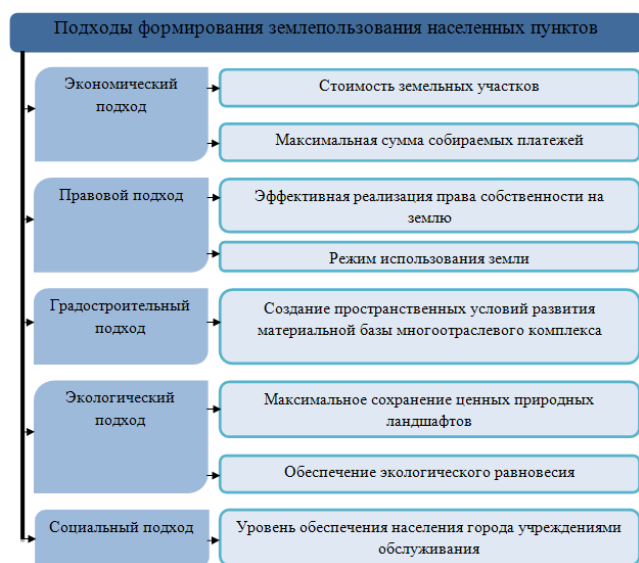 Подходы формирования землепользования населенных пунктов
Экономический
подход
Стоимость земельных участков
Максимальная сумма собираемых платежей
Правовой подход
Эффективная реализация права собственности на
землю
Режим использования земли
Градостроительный
подход
Создание пространственных условий развития
материальной базы многоотраслевого комплекса
Экологический
подход
Максимальное сохранение ценных природных
ландшафтов
Обеспечение экологического равновесия
Социальный подход
Уровень обеспечения населения города учреждениями
обслуживания